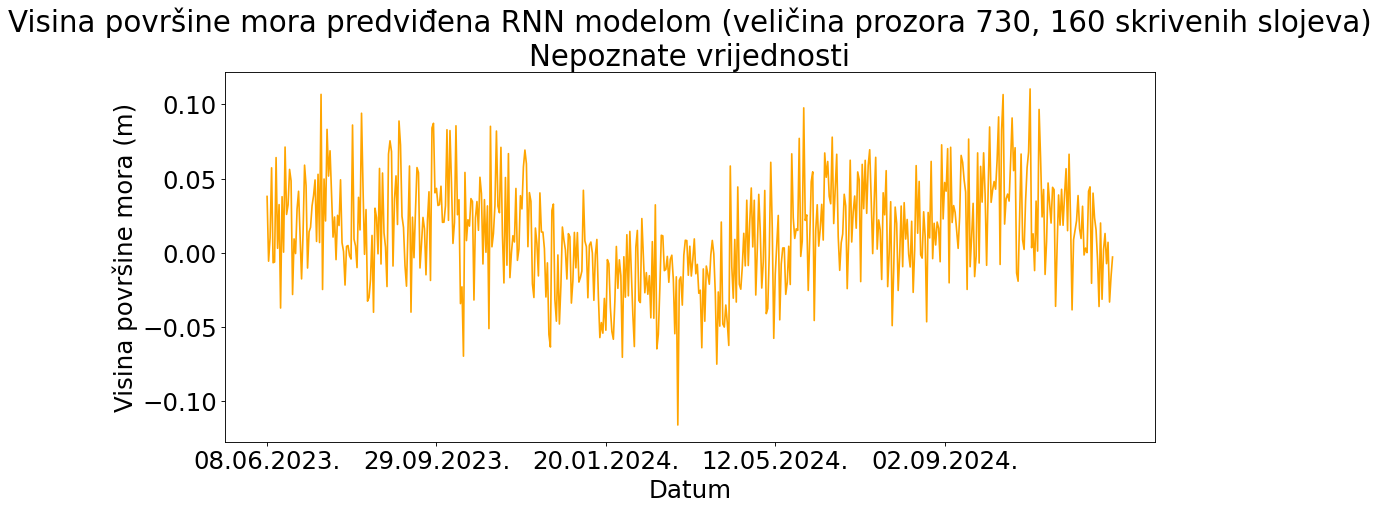 Visina površine mora predviđena RNN modelom (veličina prozora 730, 160 skrivenih slojeva)
Nepoznate vrijednosti
Visina površine mora (m)
0.10
0.05
0.00
−0.05
−0.10
08.06.2023. 29.09.2023. 20.01.2024. 12.05.2024. 02.09.2024.
Datum